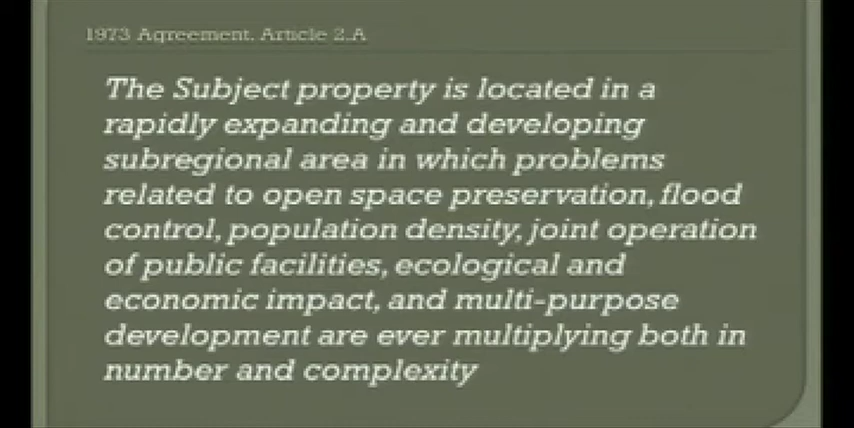 1973 Agreement. Article 2.A
The Subject property is located in a
rapidly expanding and developing
subregional area in which problems
related to open space preservation, flood
control, population density, joint operation
of public facilities, ecological and
economic impact, and multi-purpose
development are ever multiplying both in
number and complexity